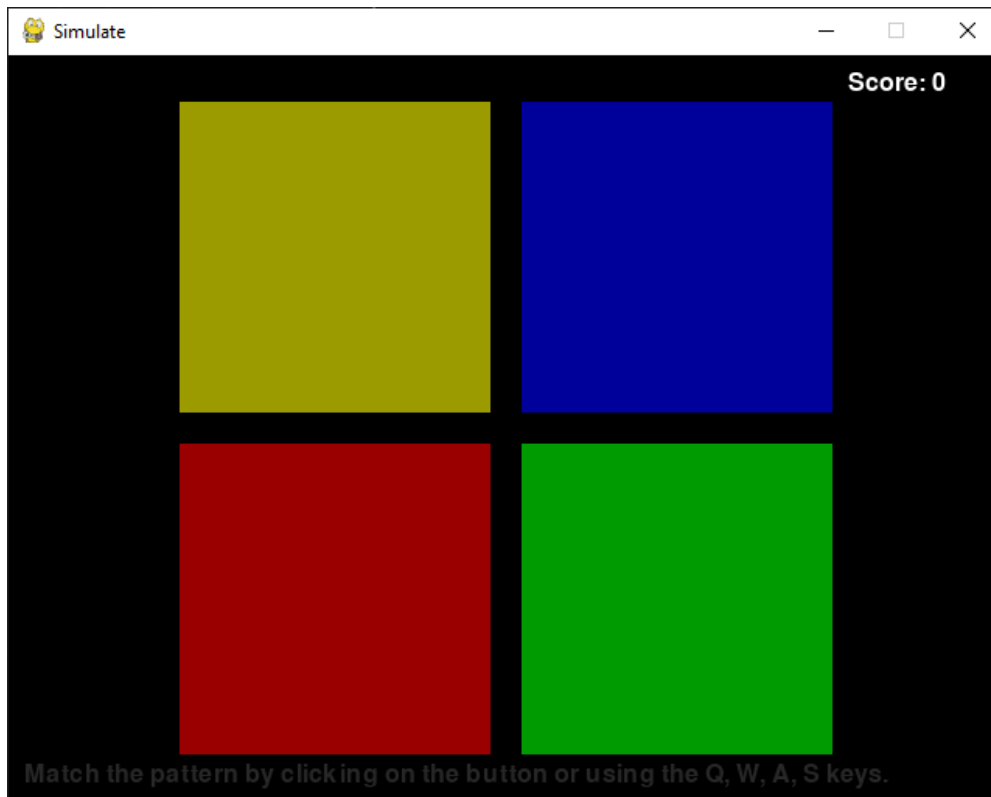 Simulate
Score: 0
Match the pattern by clicking on the button or using the Q, W, A, S keys.